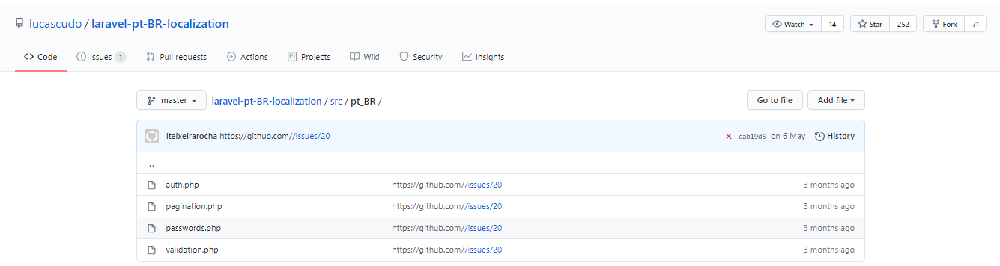 lucascudo / laravel-pt-BR-localization
Watch 14 Star 252 Fork 71
Code Issues 1 Pull requests Actions Projects Wiki Security Insights
master laravel-pt-BR-localization / src / pt_BR / Go to file Add file
lteixeirarocha https://github.com//issues/20 cab19d5 on 6 May History
..
auth.php https://github.com//issues/20 3 months ago
pagination.php https://github.com//issues/20 3 months ago
passwords.php https://github.com//issues/20 3 months ago
validation.php https://github.com//issues/20 3 months ago